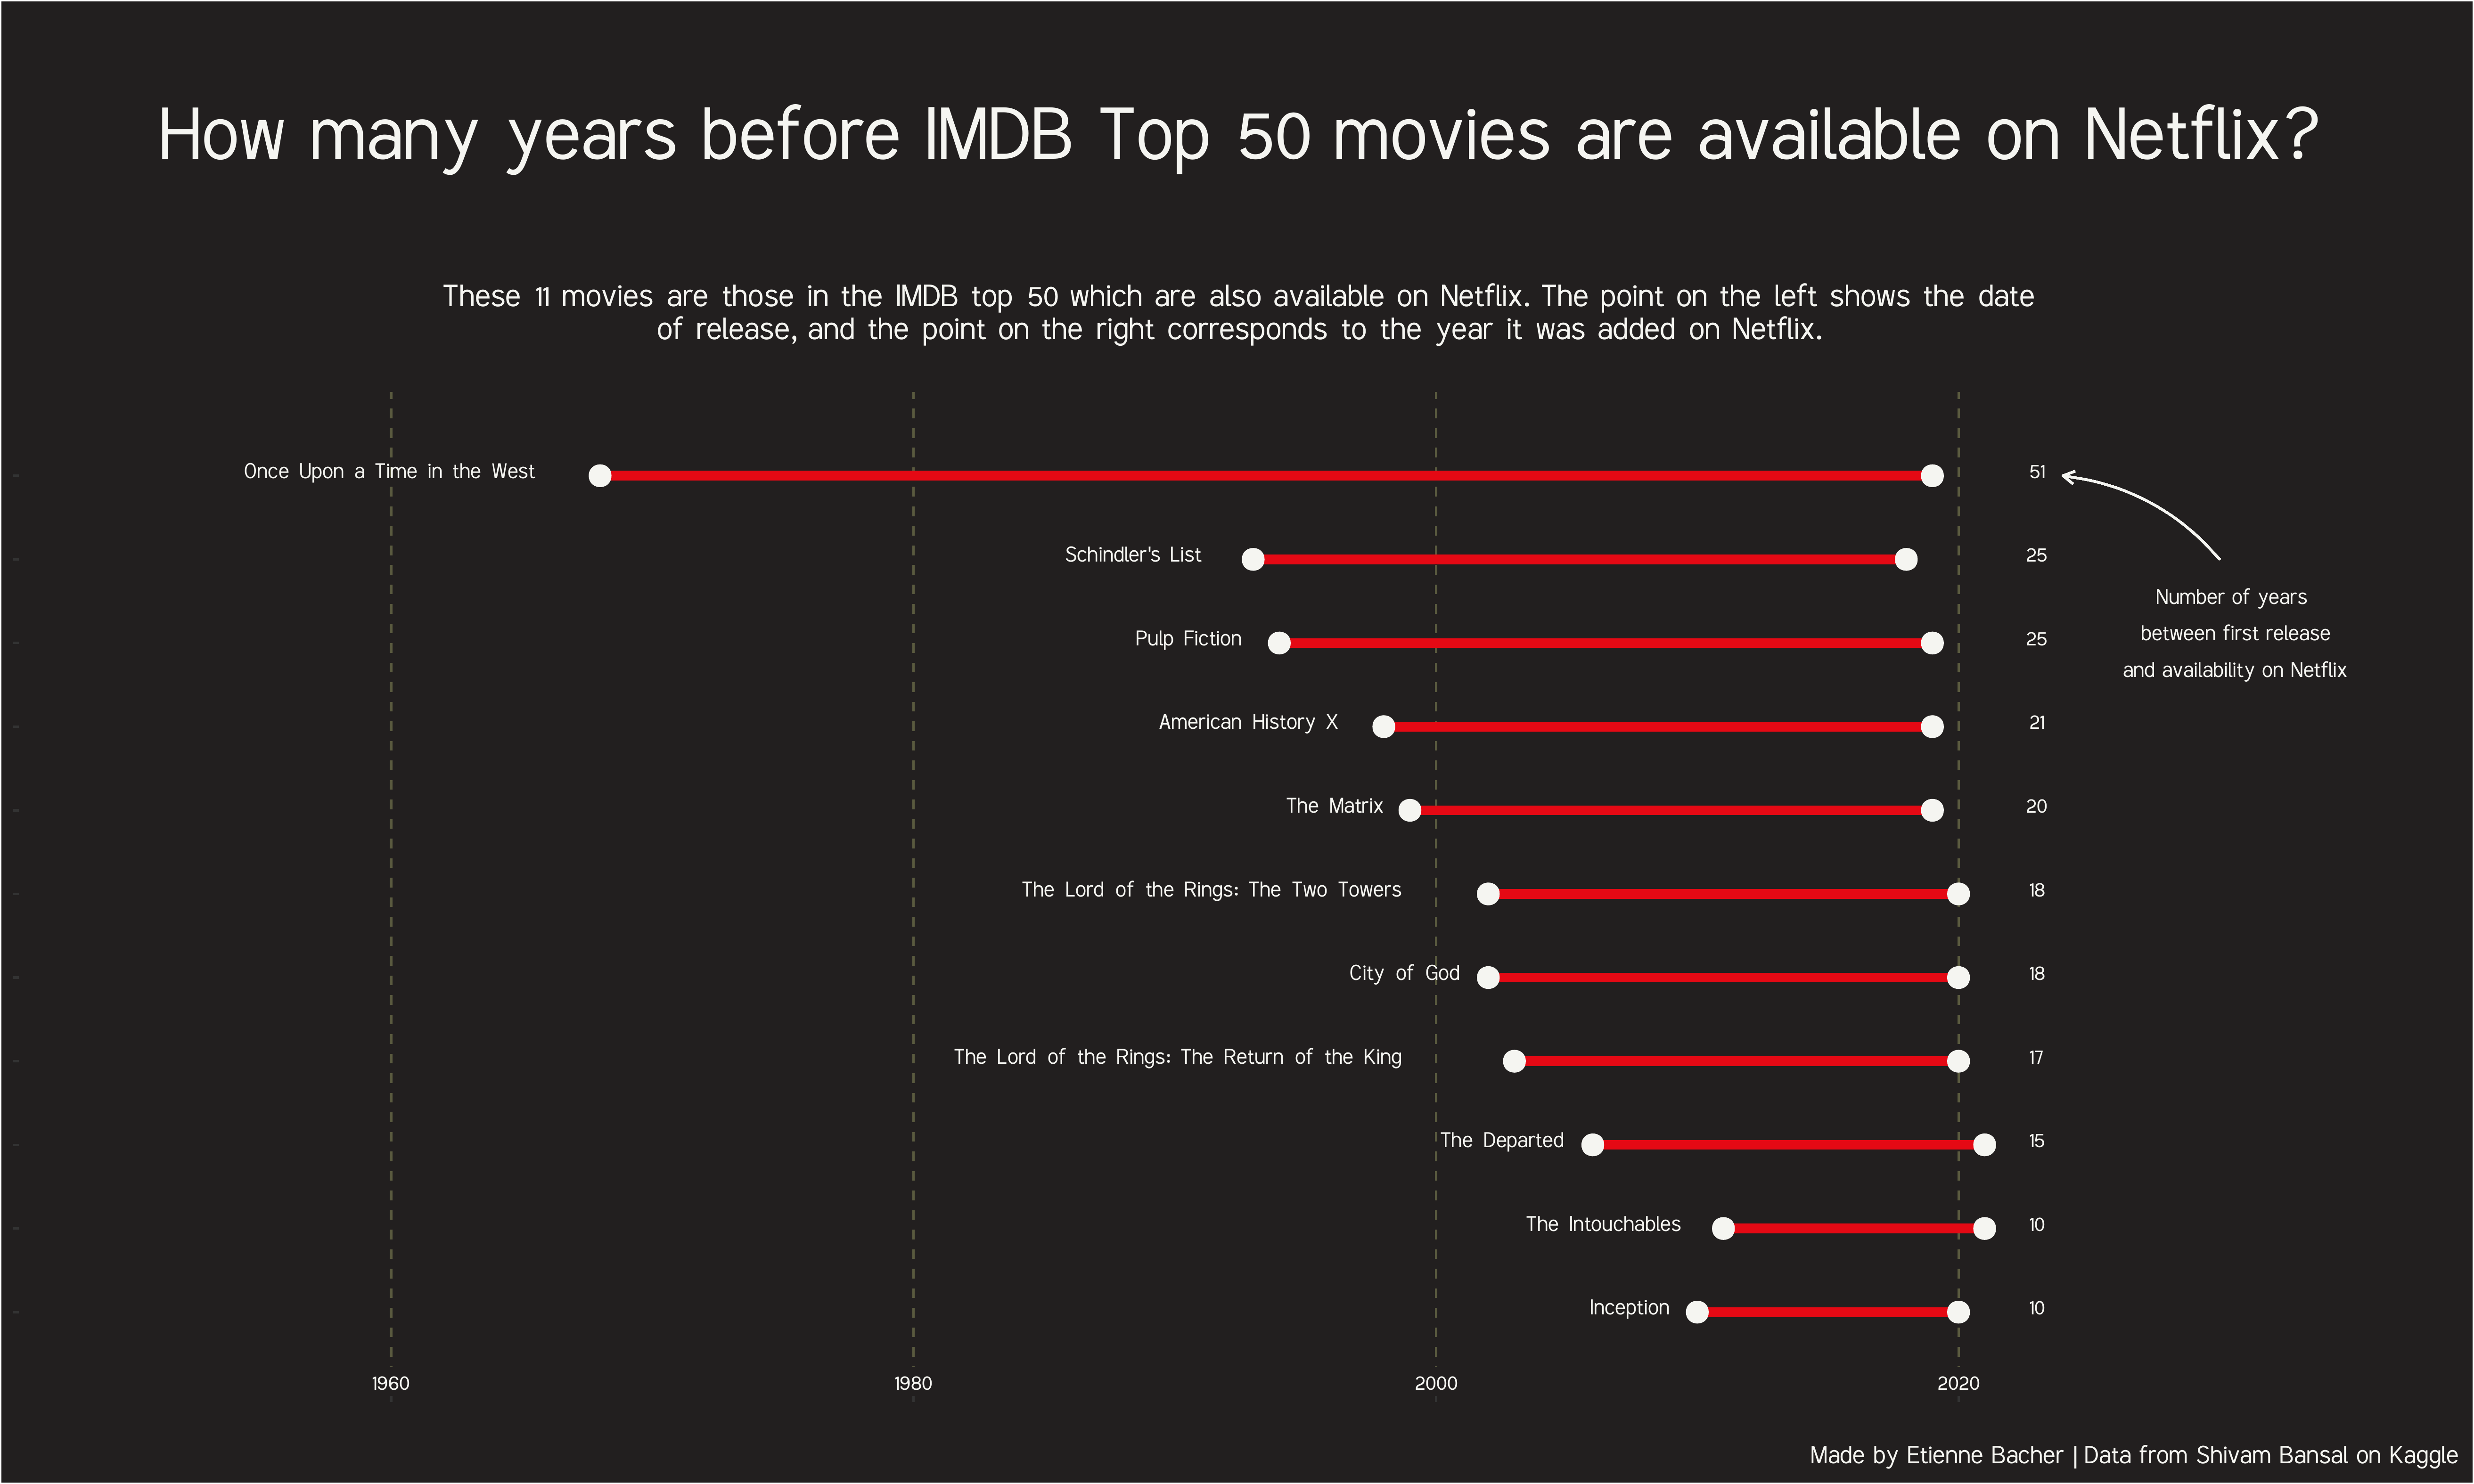 How many years before IMDB Top 50 movies are available on Netflix?
These 11 movies are those in the IMDB top 50 which are also available on Netflix. The point on the left shows the date
of release, and the point on the right corresponds to the year it was added on Netflix.
Once Upon a Time in the West 51
Schindler's List 25
Number of years
between first release
and availability on Netflix
Pulp Fiction 25
American History X 21
The Matrix 20
The Lord of the Rings: The Two Towers 18
City of God 18
The Lord of the Rings: The Return of the King 17
The Departed 15
The Intouchables 10
Inception 10
1960 1980 2000 2020
Made by Etienne Bacher | Data from Shivam Bansal on Kaggle